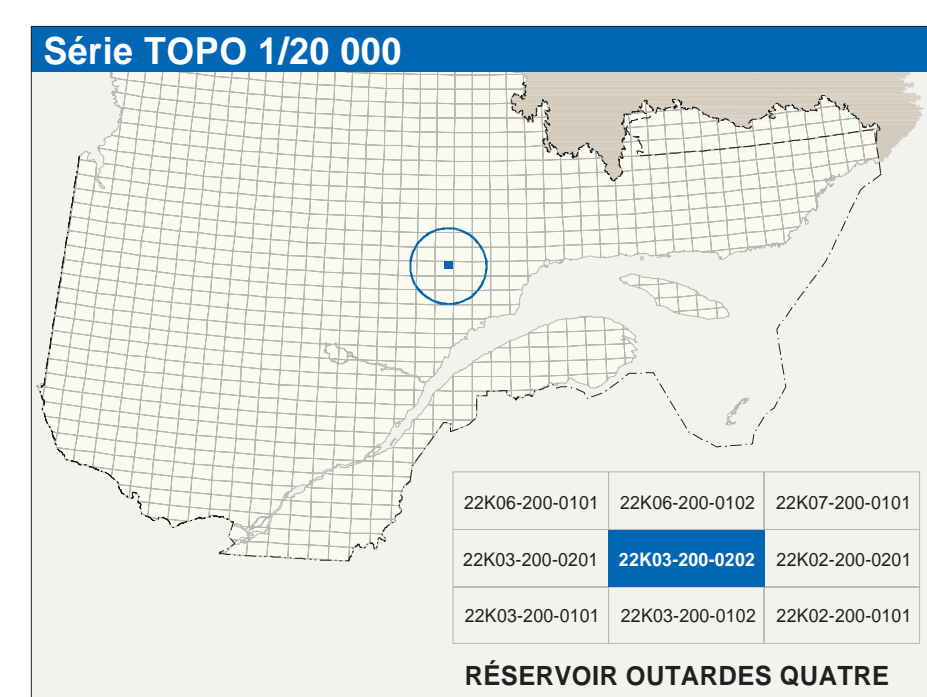 Série TOPO 1/20 000
22K06-200-0101 22K06-200-0102 22K07-200-0101
22K03-200-0201 22K03-200-0202 22K02-200-0201
22K03-200-0101 22K03-200-0102 22K02-200-0101
RÉSERVOIR OUTARDES QUATRE